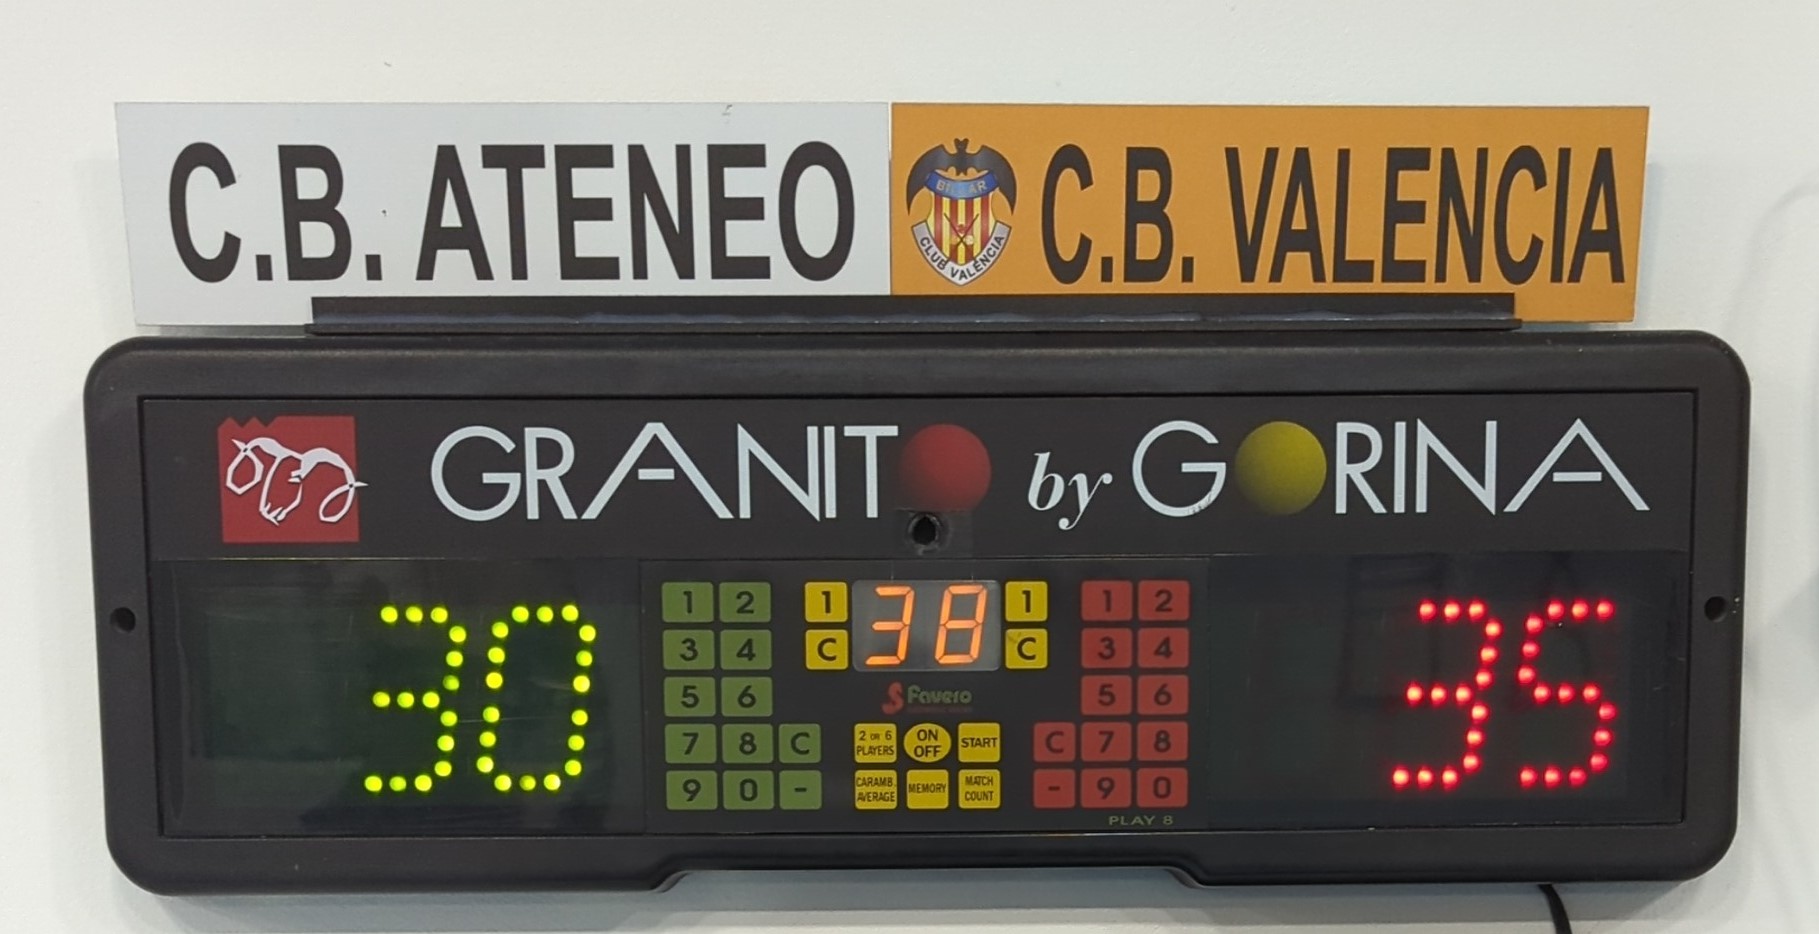 C.B. ATENEO
BILLAR
CLUB VALENCIA
C.B. VALENCIA
GRANITO by GORINA
30
38
35
1 2
3 4
5 6
7 8 C
9 0 -
1
C
1
C
Favero
2 OR 6 PLAYERS
ON OFF
START
CARAMB. AVERAGE
MEMORY
MATCH COUNT
1 2
3 4
5 6
C 7 8
- 9 0
PLAY 8